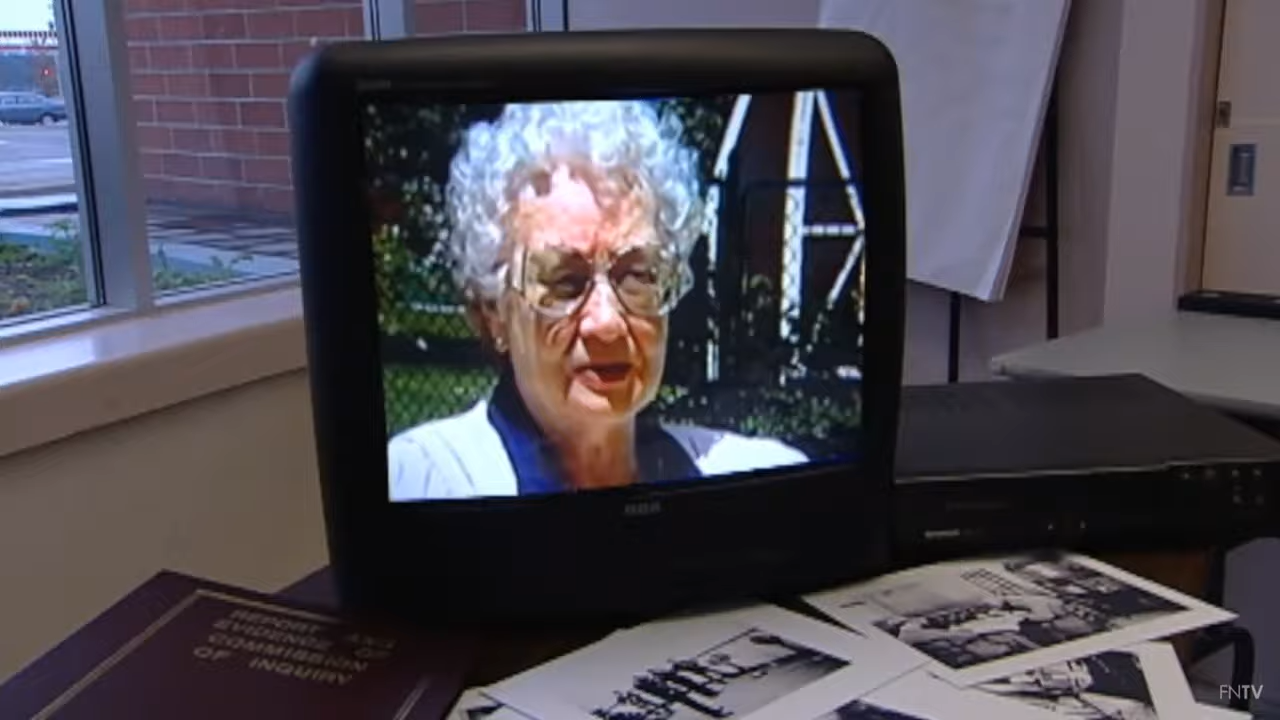 RCA
REPORT AND
EVIDENCE OF
COMMISSION
OF INQUIRY
FNTV